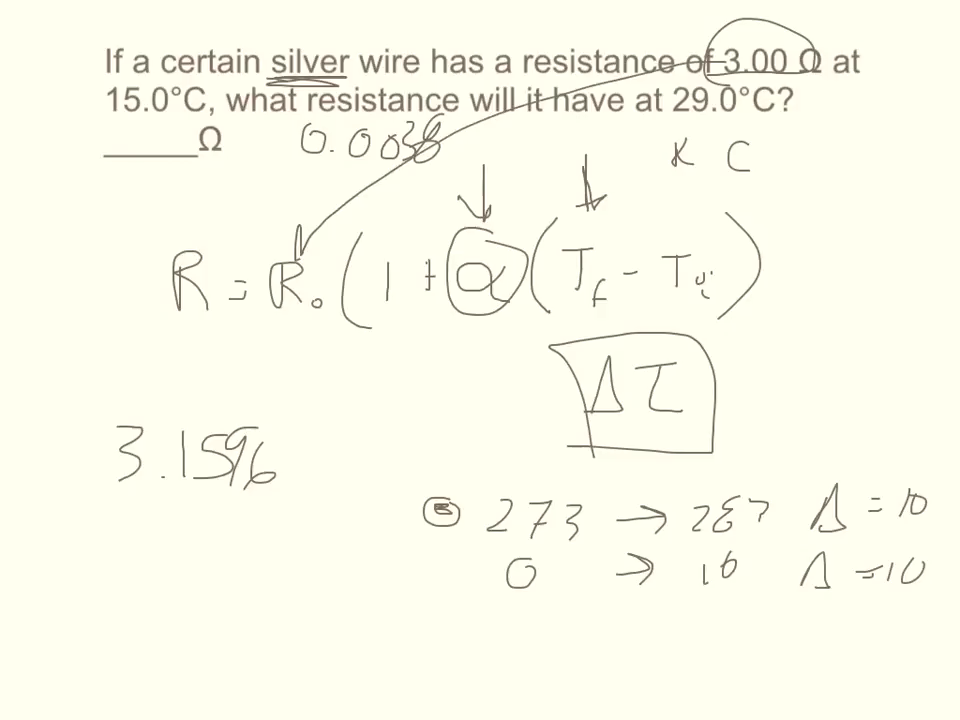 If a certain silver wire has a resistance of 3.00 Ω at
15.0°C, what resistance will it have at 29.0°C?
______Ω
0.0038
K C
R = R₀ (1 + α (T_f - T_i)
ΔT
3.1596
273 → 283 Δ = 10
0 → 10 Δ = 10